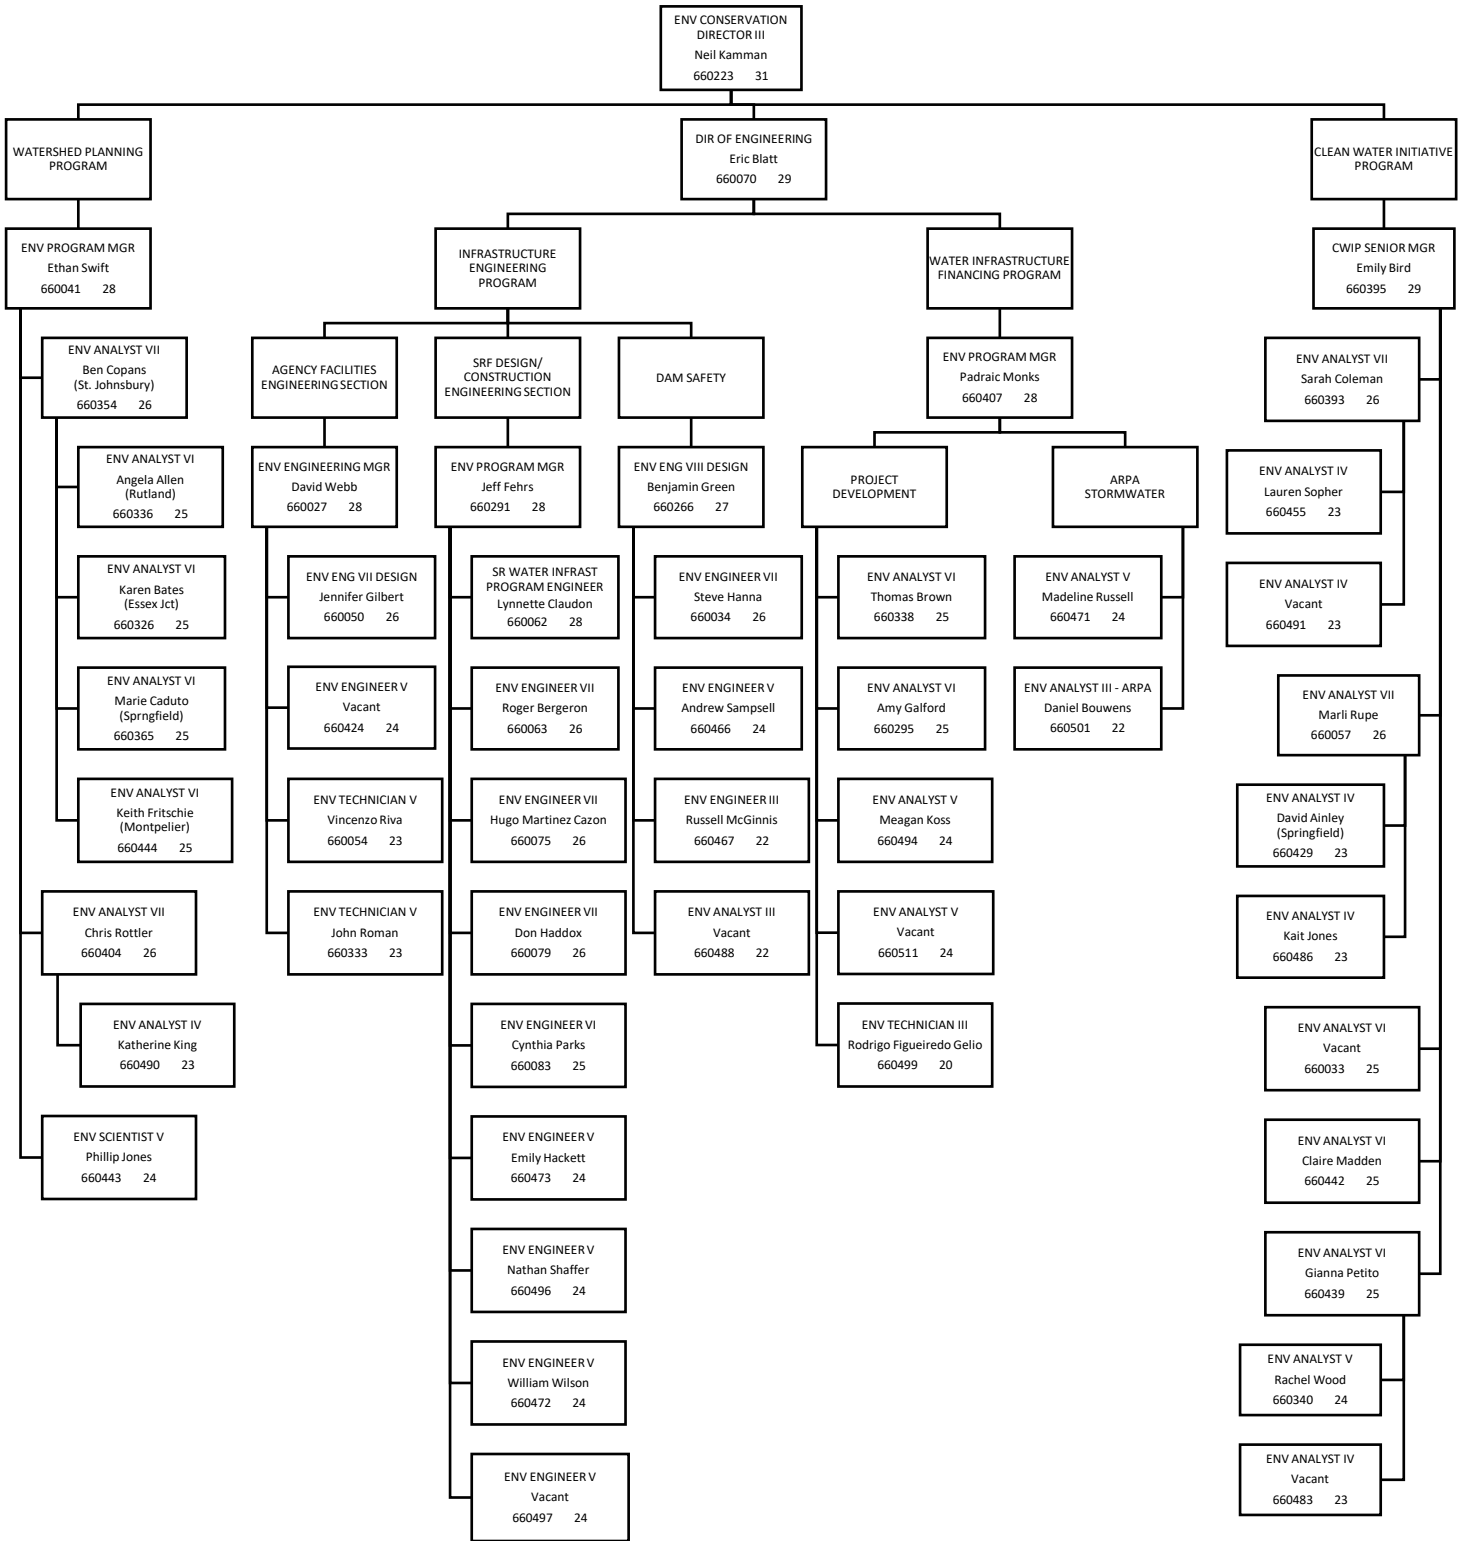 ENV CONSERVATION
DIRECTOR III
Neil Kamman
660223 31
WATERSHED PLANNING
PROGRAM
ENV PROGRAM MGR
Ethan Swift
660041 28
ENV ANALYST VII
Ben Copans
(St. Johnsbury)
660354 26
ENV ANALYST VI
Angela Allen
(Rutland)
660336 25
ENV ANALYST VI
Karen Bates
(Essex Jct)
660326 25
ENV ANALYST VI
Marie Caduto
(Sprngfield)
660365 25
ENV ANALYST VI
Keith Fritschie
(Montpelier)
660444 25
ENV ANALYST VII
Chris Rottler
660404 26
ENV ANALYST IV
Katherine King
660490 23
ENV SCIENTIST V
Phillip Jones
660443 24
DIR OF ENGINEERING
Eric Blatt
660070 29
INFRASTRUCTURE
ENGINEERING
PROGRAM
AGENCY FACILITIES
ENGINEERING SECTION
ENV ENGINEERING MGR
David Webb
660027 28
ENV ENG VII DESIGN
Jennifer Gilbert
660050 26
ENV ENGINEER V
Vacant
660424 24
ENV TECHNICIAN V
Vincenzo Riva
660054 23
ENV TECHNICIAN V
John Roman
660333 23
SRF DESIGN/
CONSTRUCTION
ENGINEERING SECTION
ENV PROGRAM MGR
Jeff Fehrs
660291 28
SR WATER INFRAST
PROGRAM ENGINEER
Lynnette Claudon
660062 28
ENV ENGINEER VII
Roger Bergeron
660063 26
ENV ENGINEER VII
Hugo Martinez Cazon
660075 26
ENV ENGINEER VII
Don Haddox
660079 26
ENV ENGINEER VI
Cynthia Parks
660083 25
ENV ENGINEER V
Emily Hackett
660473 24
ENV ENGINEER V
Nathan Shaffer
660496 24
ENV ENGINEER V
William Wilson
660472 24
ENV ENGINEER V
Vacant
660497 24
DAM SAFETY
ENV ENG VIII DESIGN
Benjamin Green
660266 27
ENV ENGINEER VII
Steve Hanna
660034 26
ENV ENGINEER V
Andrew Sampsell
660466 24
ENV ENGINEER III
Russell McGinnis
660467 22
ENV ANALYST III
Vacant
660488 22
WATER INFRASTRUCTURE
FINANCING PROGRAM
ENV PROGRAM MGR
Padraic Monks
660407 28
PROJECT
DEVELOPMENT
ENV ANALYST VI
Thomas Brown
660338 25
ENV ANALYST VI
Amy Galford
660295 25
ENV ANALYST V
Meagan Koss
660494 24
ENV ANALYST V
Vacant
660511 24
ENV TECHNICIAN III
Rodrigo Figueiredo Gelio
660499 20
ARPA
STORMWATER
ENV ANALYST V
Madeline Russell
660471 24
ENV ANALYST III - ARPA
Daniel Bouwens
660501 22
CLEAN WATER INITIATIVE
PROGRAM
CWIP SENIOR MGR
Emily Bird
660395 29
ENV ANALYST VII
Sarah Coleman
660393 26
ENV ANALYST IV
Lauren Sopher
660455 23
ENV ANALYST IV
Vacant
660491 23
ENV ANALYST VII
Marli Rupe
660057 26
ENV ANALYST IV
David Ainley
(Springfield)
660429 23
ENV ANALYST IV
Kait Jones
660486 23
ENV ANALYST VI
Vacant
660033 25
ENV ANALYST VI
Claire Madden
660442 25
ENV ANALYST VI
Gianna Petito
660439 25
ENV ANALYST V
Rachel Wood
660340 24
ENV ANALYST IV
Vacant
660483 23